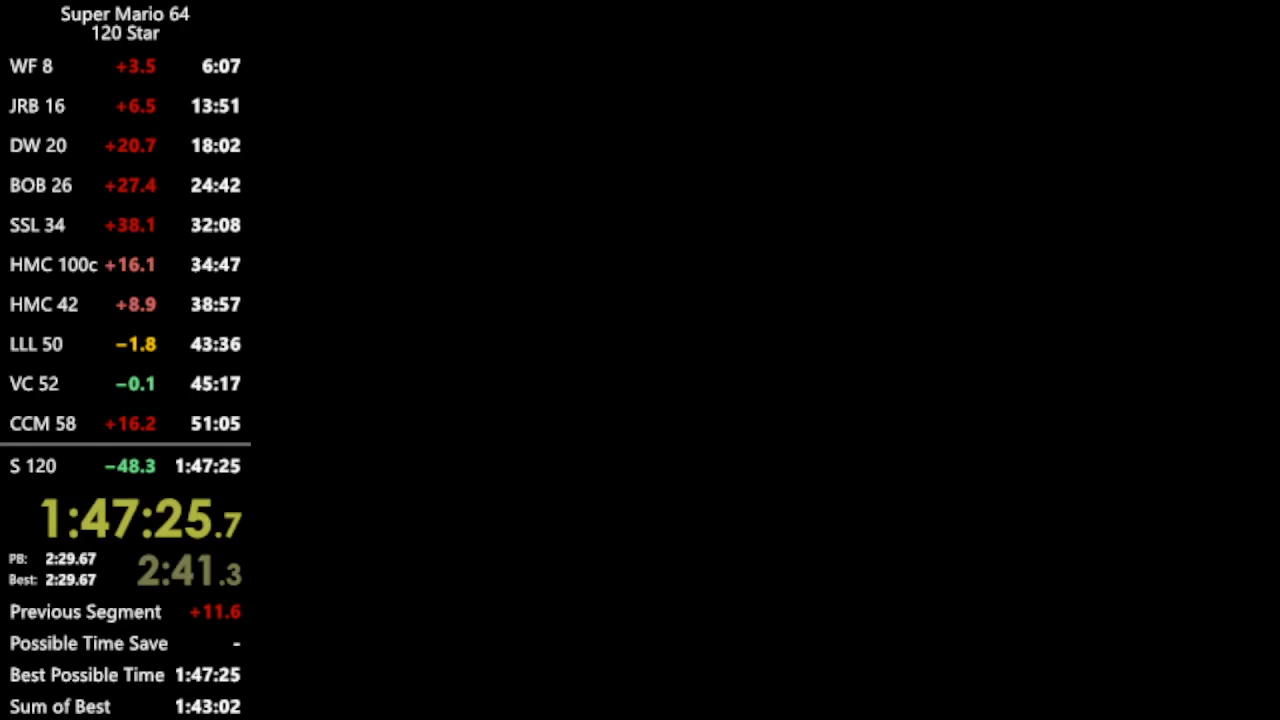 Super Mario 64
120 Star
WF 8 +3.5 6:07
JRB 16 +6.5 13:51
DW 20 +20.7 18:02
BOB 26 +27.4 24:42
SSL 34 +38.1 32:08
HMC 100c +16.1 34:47
HMC 42 +8.9 38:57
LLL 50 −1.8 43:36
VC 52 −0.1 45:17
CCM 58 +16.2 51:05
S 120 −48.3 1:47:25
1:47:25.7
PB: 2:29.67
Best: 2:29.67
2:41.3
Previous Segment +11.6
Possible Time Save -
Best Possible Time 1:47:25
Sum of Best 1:43:02